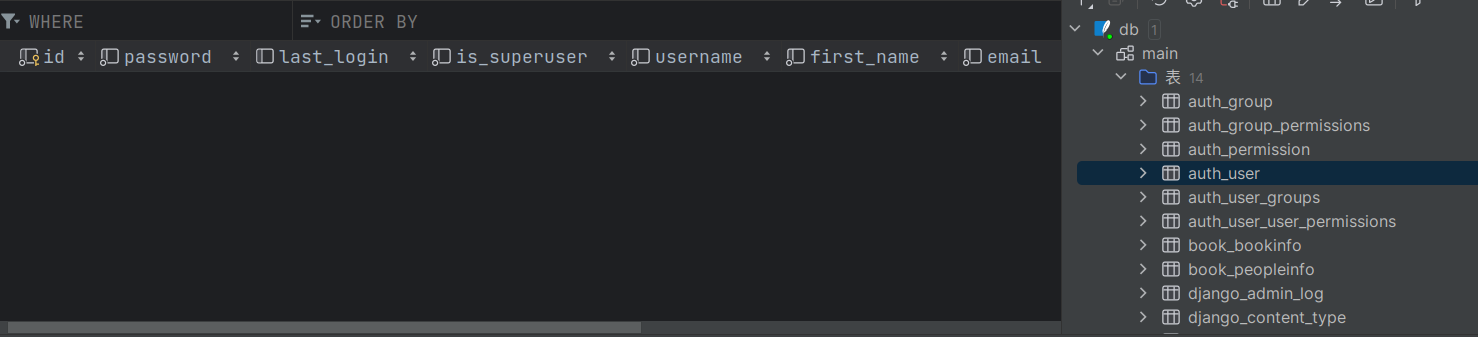 WHERE ORDER BY
id password last_login is_superuser username first_name email
db 1
main
表 14
auth_group
auth_group_permissions
auth_permission
auth_user
auth_user_groups
auth_user_user_permissions
book_bookinfo
book_peopleinfo
django_admin_log
django_content_type